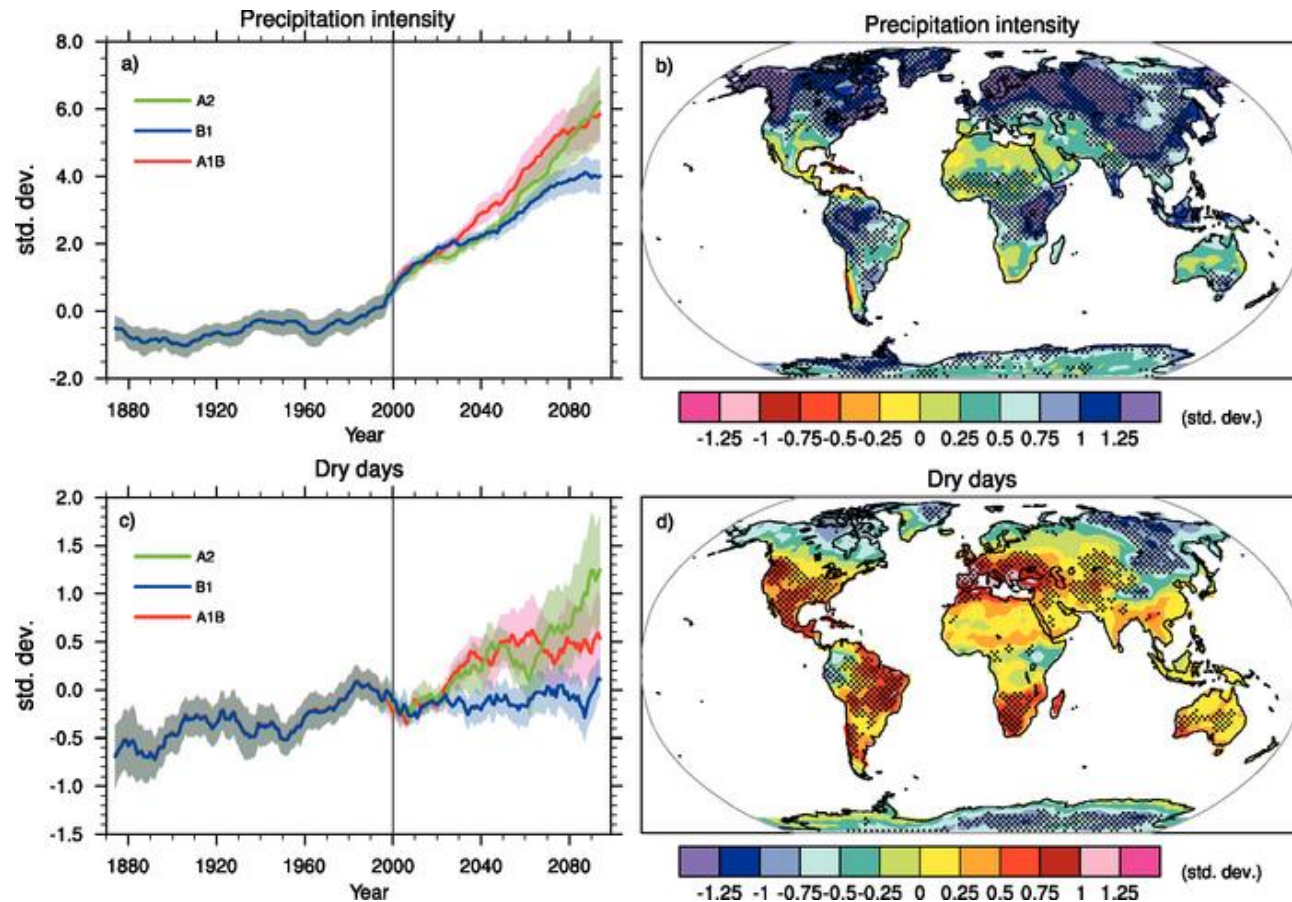 Precipitation intensity
a)
A2
B1
A1B
std. dev.
8.0
6.0
4.0
2.0
0.0
-2.0
1880 1920 1960 2000 2040 2080
Year
Precipitation intensity
b)
-1.25 -1 -0.75 -0.5 -0.25 0 0.25 0.5 0.75 1 1.25
(std. dev.)
Dry days
c)
A2
B1
A1B
std. dev.
2.0
1.5
1.0
0.5
0.0
-0.5
-1.0
-1.5
1880 1920 1960 2000 2040 2080
Year
Dry days
d)
-1.25 -1 -0.75 -0.5 -0.25 0 0.25 0.5 0.75 1 1.25
(std. dev.)